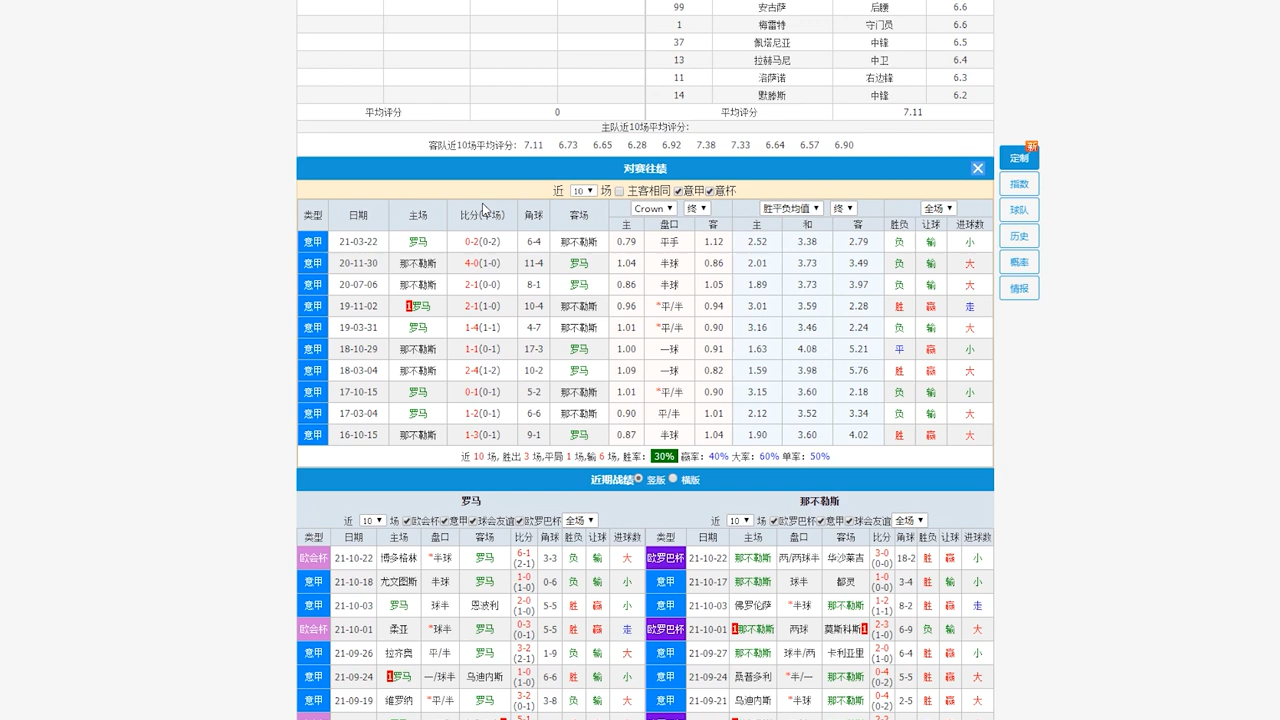 99 安古萨 后腰 6.6
1 梅雷特 守门员 6.6
37 佩塔尼亚 中锋 6.5
13 拉赫马尼 中卫 6.4
11 洛萨诺 右边锋 6.3
14 默滕斯 中锋 6.2
平均评分 0 平均评分 7.11
主队近10场平均评分:
客队近10场平均评分: 7.11 6.73 6.65 6.28 6.92 7.38 7.33 6.64 6.57 6.90
对赛往绩
近 10 场 主客相同 意甲 意杯
类型 日期 主场 比分(半场) 角球 客场 Crown 终 胜平负均值 终 全场
主 盘口 客 主 和 客 胜负 让球 进球数
意甲 21-03-22 罗马 0-2(0-2) 6-4 那不勒斯 0.79 平手 1.12 2.52 3.38 2.79 负 输 小
意甲 20-11-30 那不勒斯 4-0(1-0) 11-4 罗马 1.04 半球 0.86 2.01 3.73 3.49 负 输 大
意甲 20-07-06 那不勒斯 2-1(0-0) 8-1 罗马 0.86 半球 1.05 1.89 3.73 3.97 负 输 大
意甲 19-11-02 1罗马 2-1(1-0) 10-4 那不勒斯 0.96 *平/半 0.94 3.01 3.59 2.28 胜 赢 走
意甲 19-03-31 罗马 1-4(1-1) 4-7 那不勒斯 1.01 *平/半 0.90 3.16 3.46 2.24 负 输 大
意甲 18-10-29 那不勒斯 1-1(0-1) 17-3 罗马 1.00 一球 0.91 1.63 4.08 5.21 平 赢 小
意甲 18-03-04 那不勒斯 2-4(1-2) 10-2 罗马 1.09 一球 0.82 1.59 3.98 5.76 胜 赢 大
意甲 17-10-15 罗马 0-1(0-1) 5-2 那不勒斯 1.01 *平/半 0.90 3.15 3.60 2.18 负 输 小
意甲 17-03-04 罗马 1-2(0-1) 6-6 那不勒斯 0.90 平/半 1.01 2.12 3.52 3.34 负 输 大
意甲 16-10-15 那不勒斯 1-3(0-1) 9-1 罗马 0.87 半球 1.04 1.90 3.60 4.02 胜 赢 大
近 10 场, 胜出 3 场,平局 1 场,输 6 场, 胜率: 30% 赢率: 40% 大率: 60% 单率: 50%
近期战绩 竖版 横版
罗马 那不勒斯
近 10 场 欧会杯 意甲 球会友谊 欧罗巴杯 全场 近 10 场 欧罗巴杯 意甲 球会友谊 全场
类型 日期 主场 盘口 客场 比分 角球 胜负 让球 进球数 类型 日期 主场 盘口 客场 比分 角球 胜负 让球 进球数
欧会杯 21-10-22 博多格林 *半球 罗马 6-1 (2-1) 3-3 负 输 大 欧罗巴杯 21-10-22 那不勒斯 两/两球半 华沙莱吉 3-0 (0-0) 18-2 胜 赢 小
意甲 21-10-18 尤文图斯 半球 罗马 1-0 (1-0) 0-6 负 输 小 意甲 21-10-17 那不勒斯 球半 都灵 1-0 (0-0) 3-4 胜 输 小
意甲 21-10-03 罗马 球半 恩波利 2-0 (1-0) 5-5 胜 赢 小 意甲 21-10-03 佛罗伦萨 *半球 那不勒斯 1-2 (1-1) 8-2 胜 赢 走
欧会杯 21-10-01 柔亚 *球半 罗马 0-3 (0-1) 5-5 胜 赢 走 欧罗巴杯 21-10-01 1那不勒斯 两球 莫斯科斯1 2-3 (1-0) 6-9 负 输 大
意甲 21-09-26 拉齐奥 平/半 罗马 3-2 (2-1) 1-9 负 输 大 意甲 21-09-27 那不勒斯 球半/两 卡利亚里 2-0 (1-0) 6-4 胜 赢 小
意甲 21-09-24 1罗马 一/球半 乌迪内斯 1-0 (1-0) 6-6 胜 输 小 意甲 21-09-24 桑普多利 *半/一 那不勒斯 0-4 (0-2) 5-5 胜 赢 大
意甲 21-09-19 维罗纳 *平/半 罗马 3-2 (0-1) 3-8 负 输 大 意甲 21-09-21 乌迪内斯 *半球 那不勒斯 0-4 (0-2) 2-5 胜 赢 大
新
定制
指数
球队
历史
概率
情报